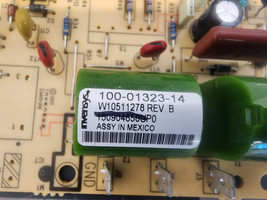 invensys
100-01323-14
W10511278 REV. B
ASSY IN MEXICO
GND